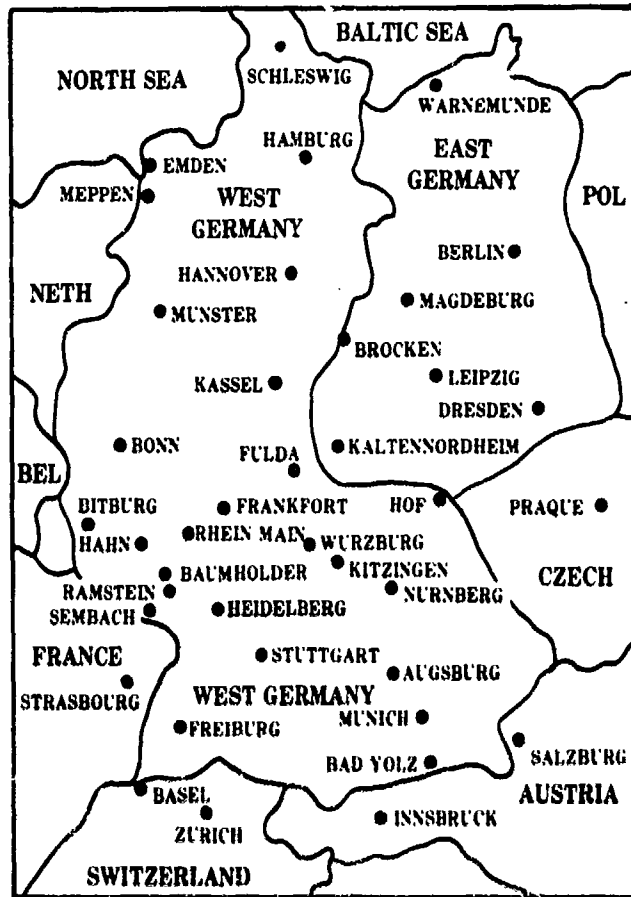 BALTIC SEA
NORTH SEA
SCHLESWIG
WARNEMUNDE
HAMBURG
EAST
GERMANY
EMDEN
MEPPEN
WEST
GERMANY
POL
BERLIN
HANNOVER
NETH
MAGDEBURG
MUNSTER
BROCKEN
LEIPZIG
KASSEL
DRESDEN
BONN
KALTENNORDHEIM
FULDA
BEL
BITBURG
FRANKFORT
HOF
PRAQUE
RHEIN MAIN
HAHN
WURZBURG
KITZINGEN
BAUMHOLDER
CZECH
RAMSTEIN
NURNBERG
SEMBACH
HEIDELBERG
FRANCE
STUTTGART
AUGSBURG
STRASBOURG
WEST GERMANY
MUNICH
FREIBURG
SALZBURG
BAD YOLZ
BASEL
AUSTRIA
ZURICH
INNSBRUCK
SWITZERLAND